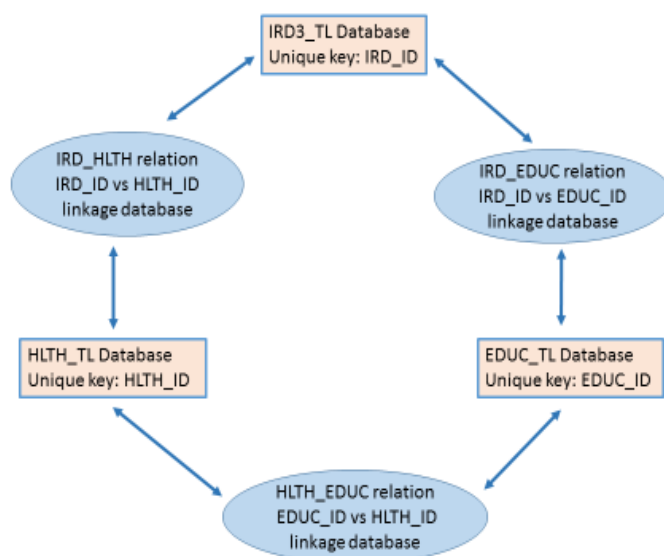 IRD3_TL Database
Unique key: IRD_ID
IRD_HLTH relation
IRD_ID vs HLTH_ID
linkage database
IRD_EDUC relation
IRD_ID vs EDUC_ID
linkage database
HLTH_TL Database
Unique key: HLTH_ID
EDUC_TL Database
Unique key: EDUC_ID
HLTH_EDUC relation
EDUC_ID vs HLTH_ID
linkage database